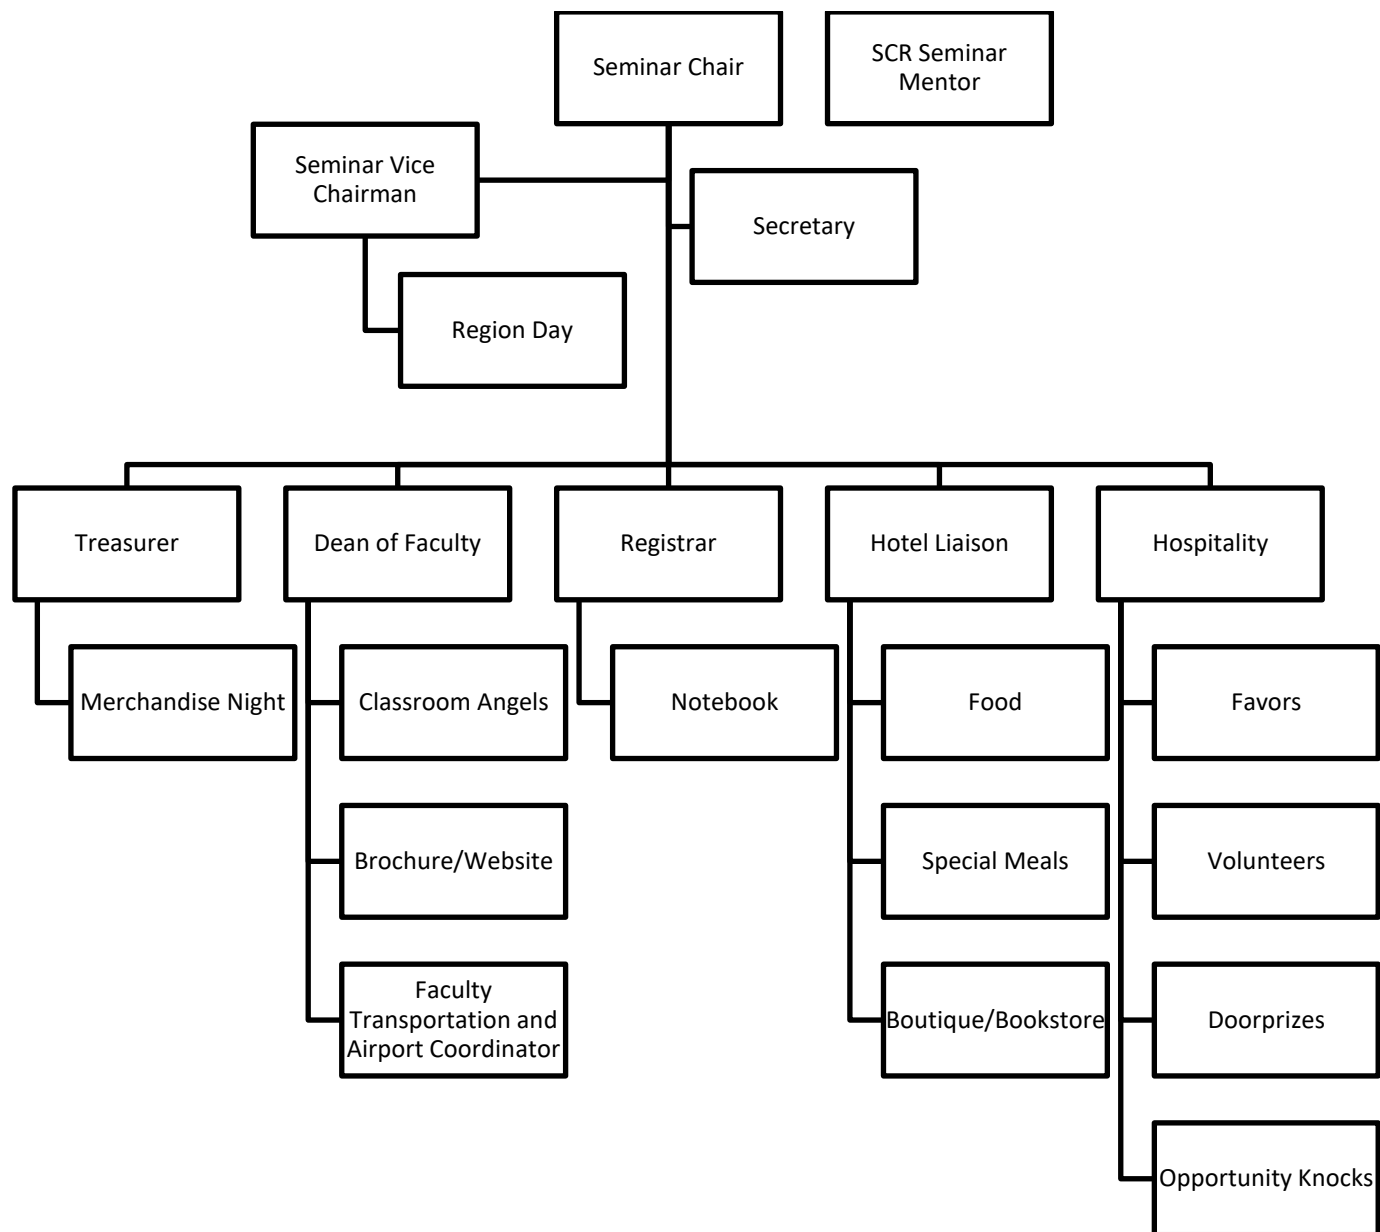 Seminar Chair
SCR Seminar
Mentor
Seminar Vice
Chairman
Secretary
Region Day
Treasurer
Dean of Faculty
Registrar
Hotel Liaison
Hospitality
Merchandise Night
Classroom Angels
Notebook
Food
Favors
Brochure/Website
Special Meals
Volunteers
Faculty
Transportation and
Airport Coordinator
Boutique/Bookstore
Doorprizes
Opportunity Knocks